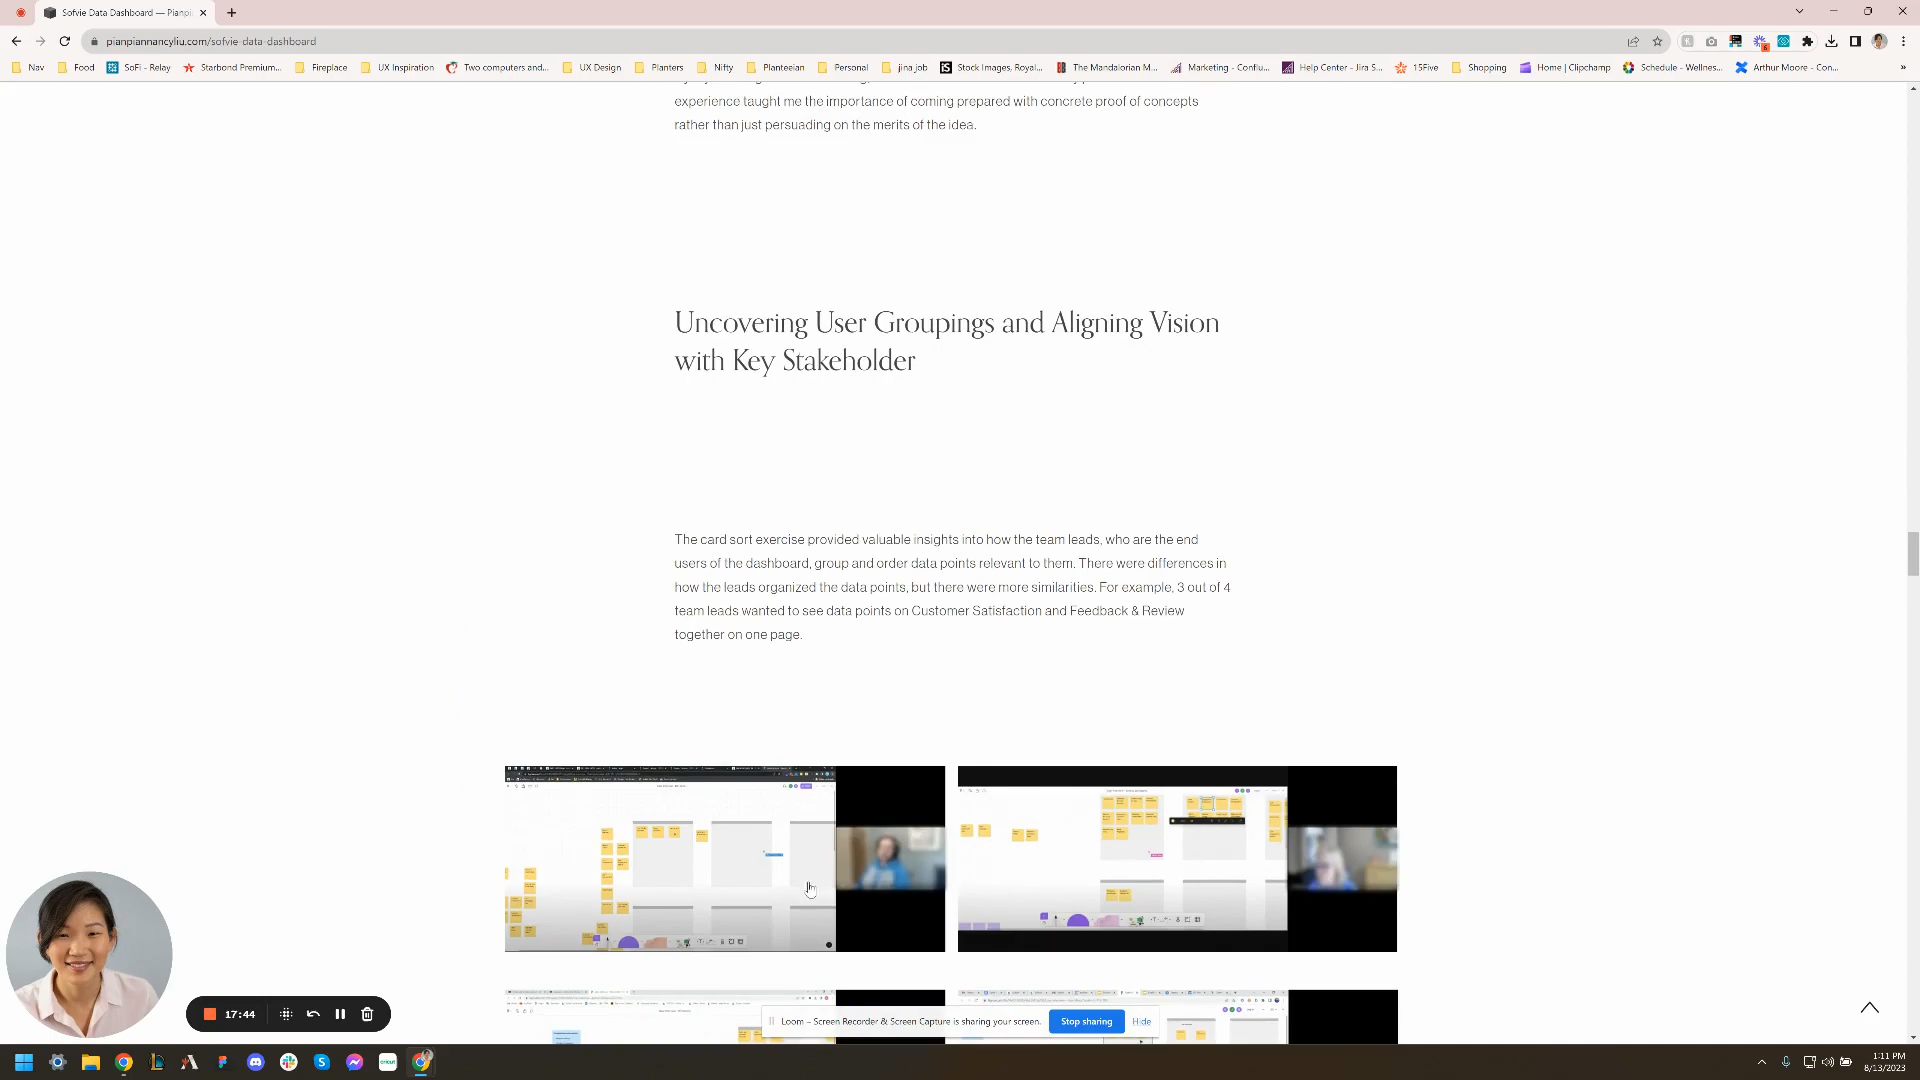 Sofvie Data Dashboard — Pianpi
pianpiannancyliu.com/sofvie-data-dashboard
Nav
Food
SoFi - Relay
Starbond Premium...
Fireplace
UX Inspiration
Two computers and...
UX Design
Planters
Nifty
Planteeian
Personal
jina job
Stock Images, Royal...
The Mandalorian M...
Marketing - Conflu...
Help Center - Jira S...
15Five
Shopping
Home | Clipchamp
Schedule - Wellnes...
Arthur Moore - Con...
»
experience taught me the importance of coming prepared with concrete proof of concepts
rather than just persuading on the merits of the idea.
Uncovering User Groupings and Aligning Vision
with Key Stakeholder
The card sort exercise provided valuable insights into how the team leads, who are the end
users of the dashboard, group and order data points relevant to them. There were differences in
how the leads organized the data points, but there were more similarities. For example, 3 out of 4
team leads wanted to see data points on Customer Satisfaction and Feedback & Review
together on one page.
17:44
Loom – Screen Recorder & Screen Capture is sharing your screen.
Stop sharing
Hide
1:11 PM
8/13/2023